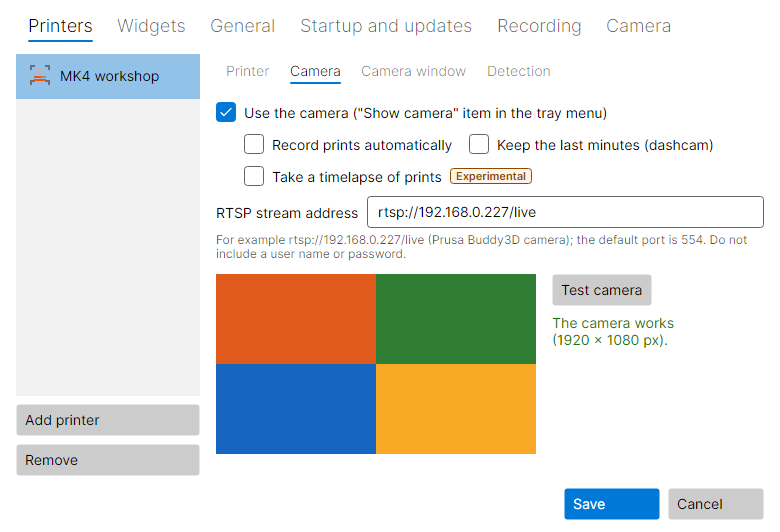 Printers Widgets General Startup and updates Recording Camera
MK4 workshop
Printer Camera Camera window Detection
Use the camera ("Show camera" item in the tray menu)
Record prints automatically Keep the last minutes (dashcam)
Take a timelapse of prints Experimental
RTSP stream address rtsp://192.168.0.227/live
For example rtsp://192.168.0.227/live (Prusa Buddy3D camera); the default port is 554. Do not
include a user name or password.
Test camera
The camera works
(1920 × 1080 px).
Add printer
Remove
Save Cancel